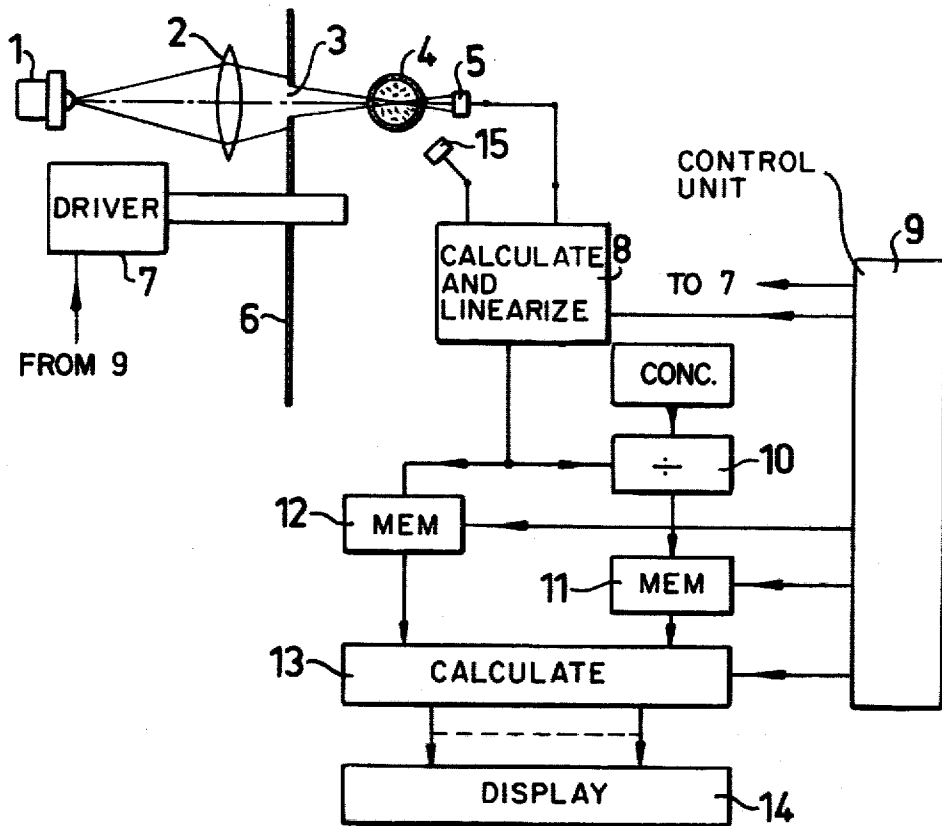 1
2
3
4
5
15
CONTROL
UNIT
DRIVER
7
FROM 9
6
CALCULATE
AND
LINEARIZE
8
TO 7
9
CONC.
÷
10
12
MEM
11
MEM
13
CALCULATE
DISPLAY
14